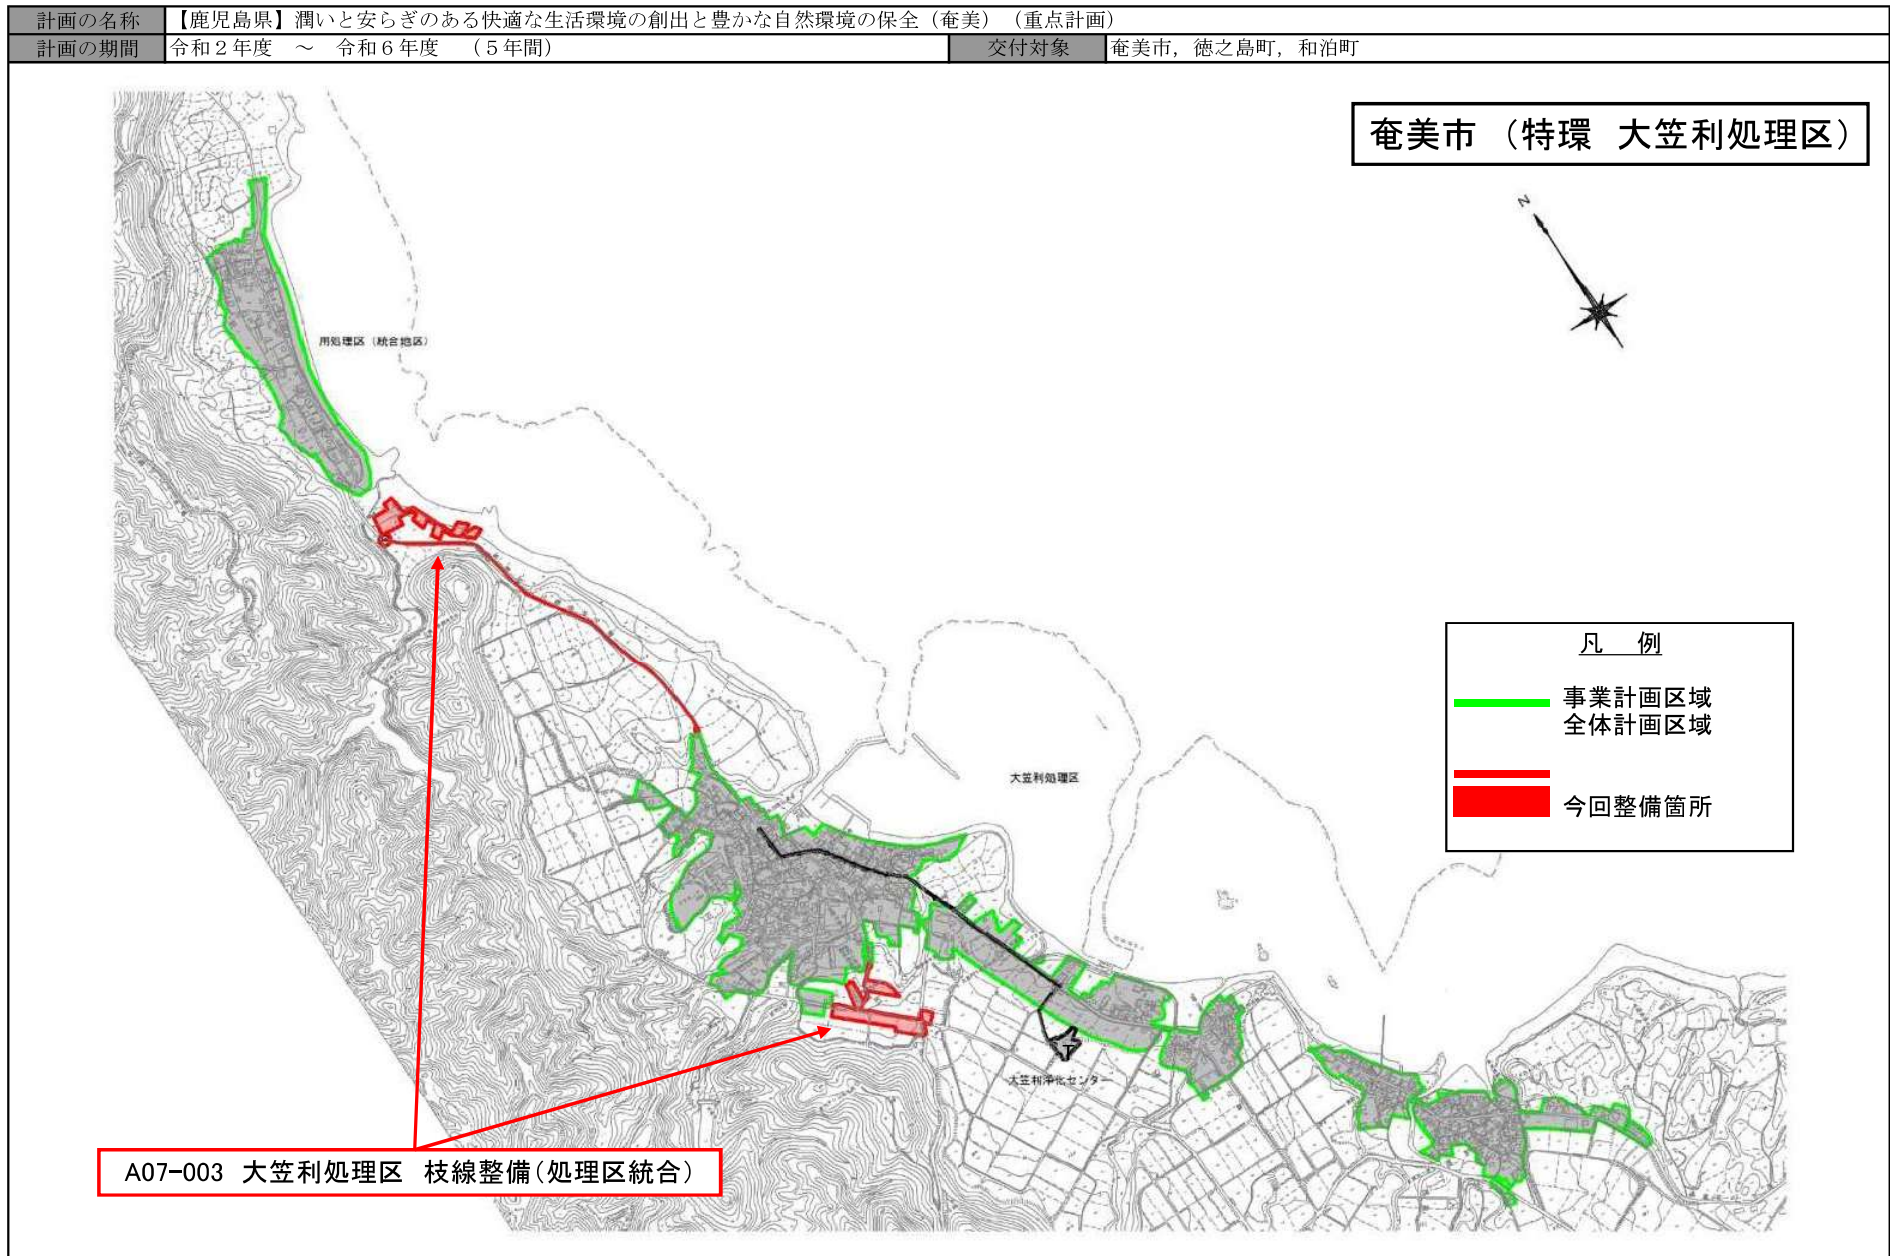 計画の名称 【鹿児島県】潤いと安らぎのある快適な生活環境の創出と豊かな自然環境の保全（奄美）（重点計画）
計画の期間 令和２年度 ～ 令和６年度 （５年間） 交付対象 奄美市，徳之島町，和泊町
奄美市 （特環 大笠利処理区）
N
用処理区（統合地区）
凡 例
事業計画区域
全体計画区域
大笠利処理区
今回整備箇所
T
大笠利浄化センター
A07-003 大笠利処理区 枝線整備（処理区統合）